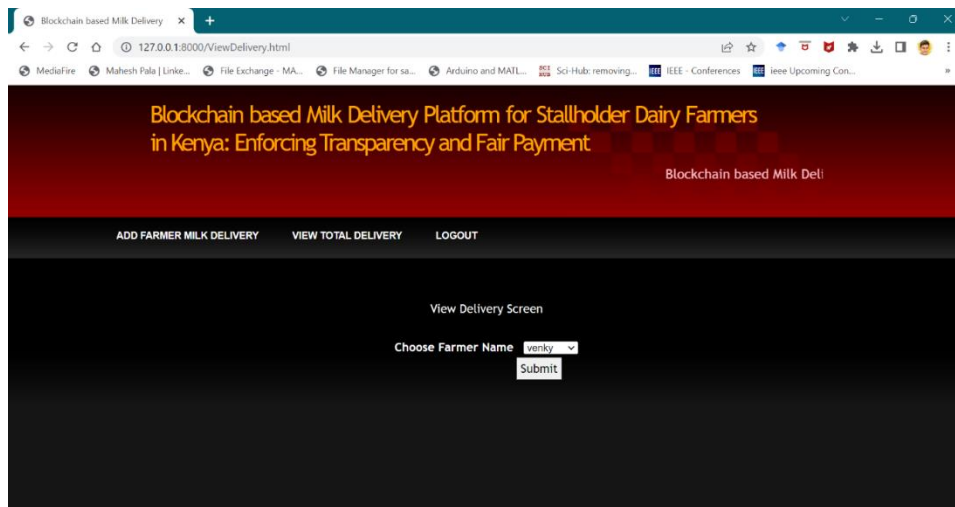 Blockchain based Milk Delivery
127.0.0.1:8000/ViewDelivery.html
MediaFire Mahesh Pala | Linke... File Exchange - MA... File Manager for sa... Arduino and MATL... Sci-Hub: removing... IEEE - Conferences ieee Upcoming Con...
Blockchain based Milk Delivery Platform for Stallholder Dairy Farmers
in Kenya: Enforcing Transparency and Fair Payment
Blockchain based Milk Deli
ADD FARMER MILK DELIVERY VIEW TOTAL DELIVERY LOGOUT
View Delivery Screen
Choose Farmer Name venky
Submit